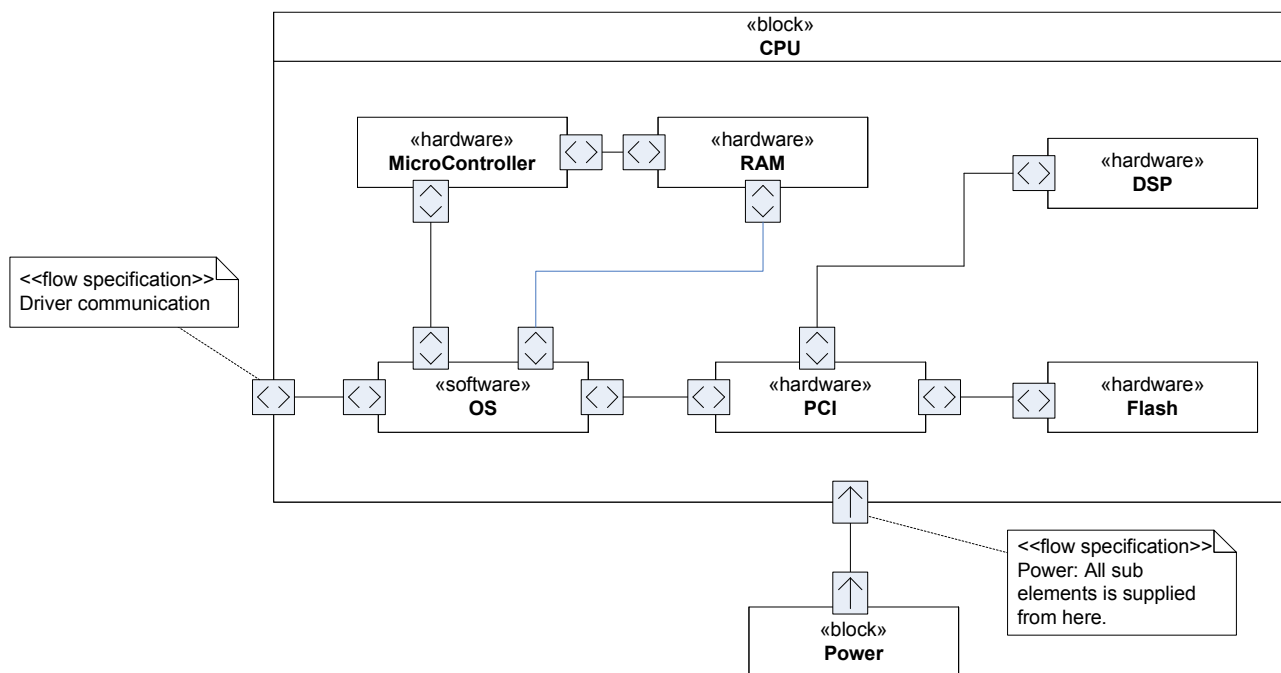 «block»
CPU
«hardware»
MicroController
«hardware»
RAM
«hardware»
DSP
<<flow specification>>
Driver communication
«software»
OS
«hardware»
PCI
«hardware»
Flash
<<flow specification>>
Power: All sub
elements is supplied
from here.
«block»
Power